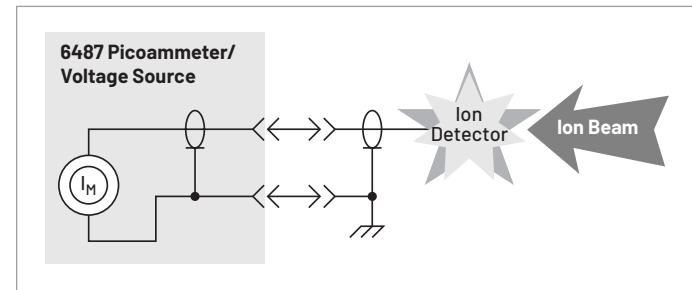 6487 Picoammeter/
Voltage Source
Ion
Detector
Ion Beam
IM